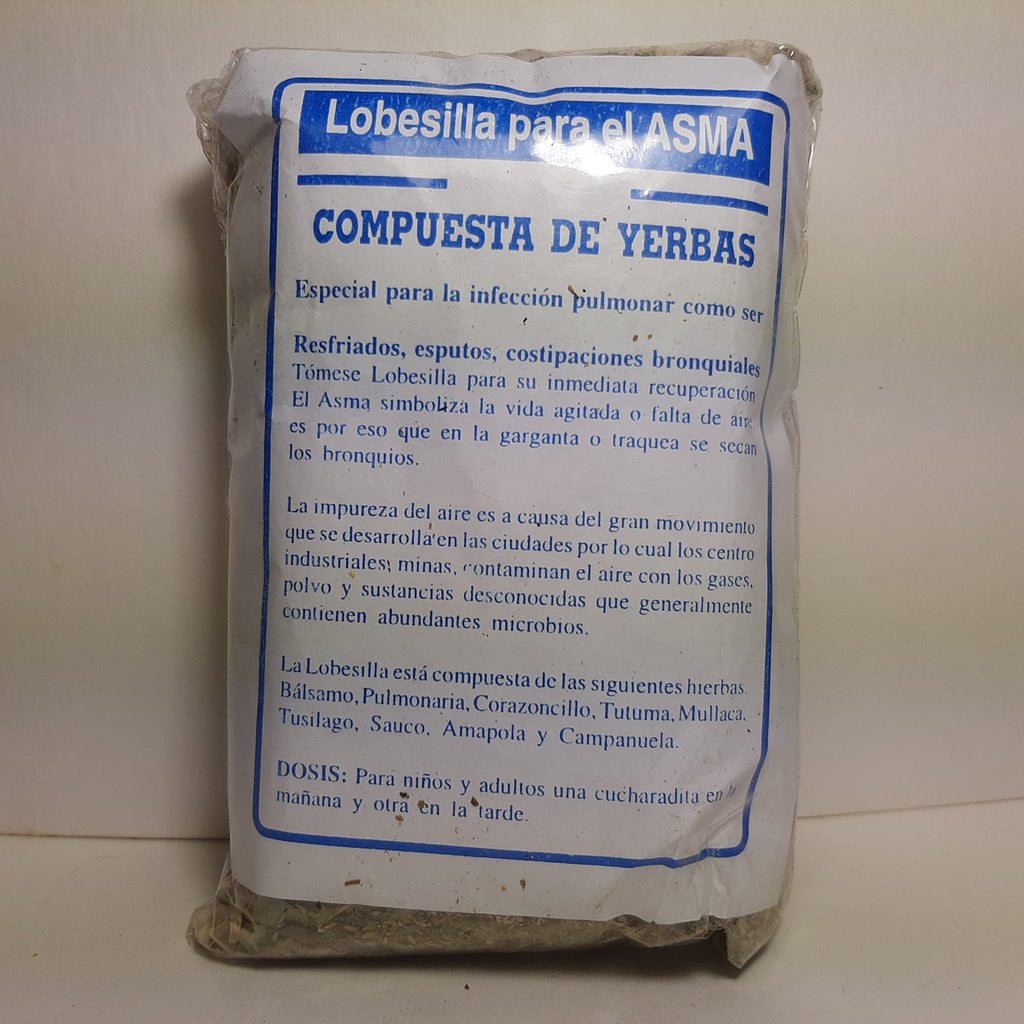 Lobesilla para el ASMA
COMPUESTA DE YERBAS
Especial para la infección pulmonar como ser
Resfriados, esputos, costipaciones bronquiales
Tómese Lobesilla para su inmediata recuperación
El Asma simboliza la vida agitada o falta de aire
es por eso que en la garganta o traquea se secan
los bronquios.
La impureza del aire es a causa del gran movimiento
que se desarrolla en las ciudades por lo cual los centro
industriales; minas, contaminan el aire con los gases,
polvo y sustancias desconocidas que generalmente
contienen abundantes microbios.
La Lobesilla está compuesta de las siguientes hierbas.
Bálsamo, Pulmonaria, Corazoncillo, Tutuma, Mullaca,
Tusilago, Sauco, Amapola y Campanuela.
DOSIS: Para niños y adultos una cucharadita en la
mañana y otra en la tarde.